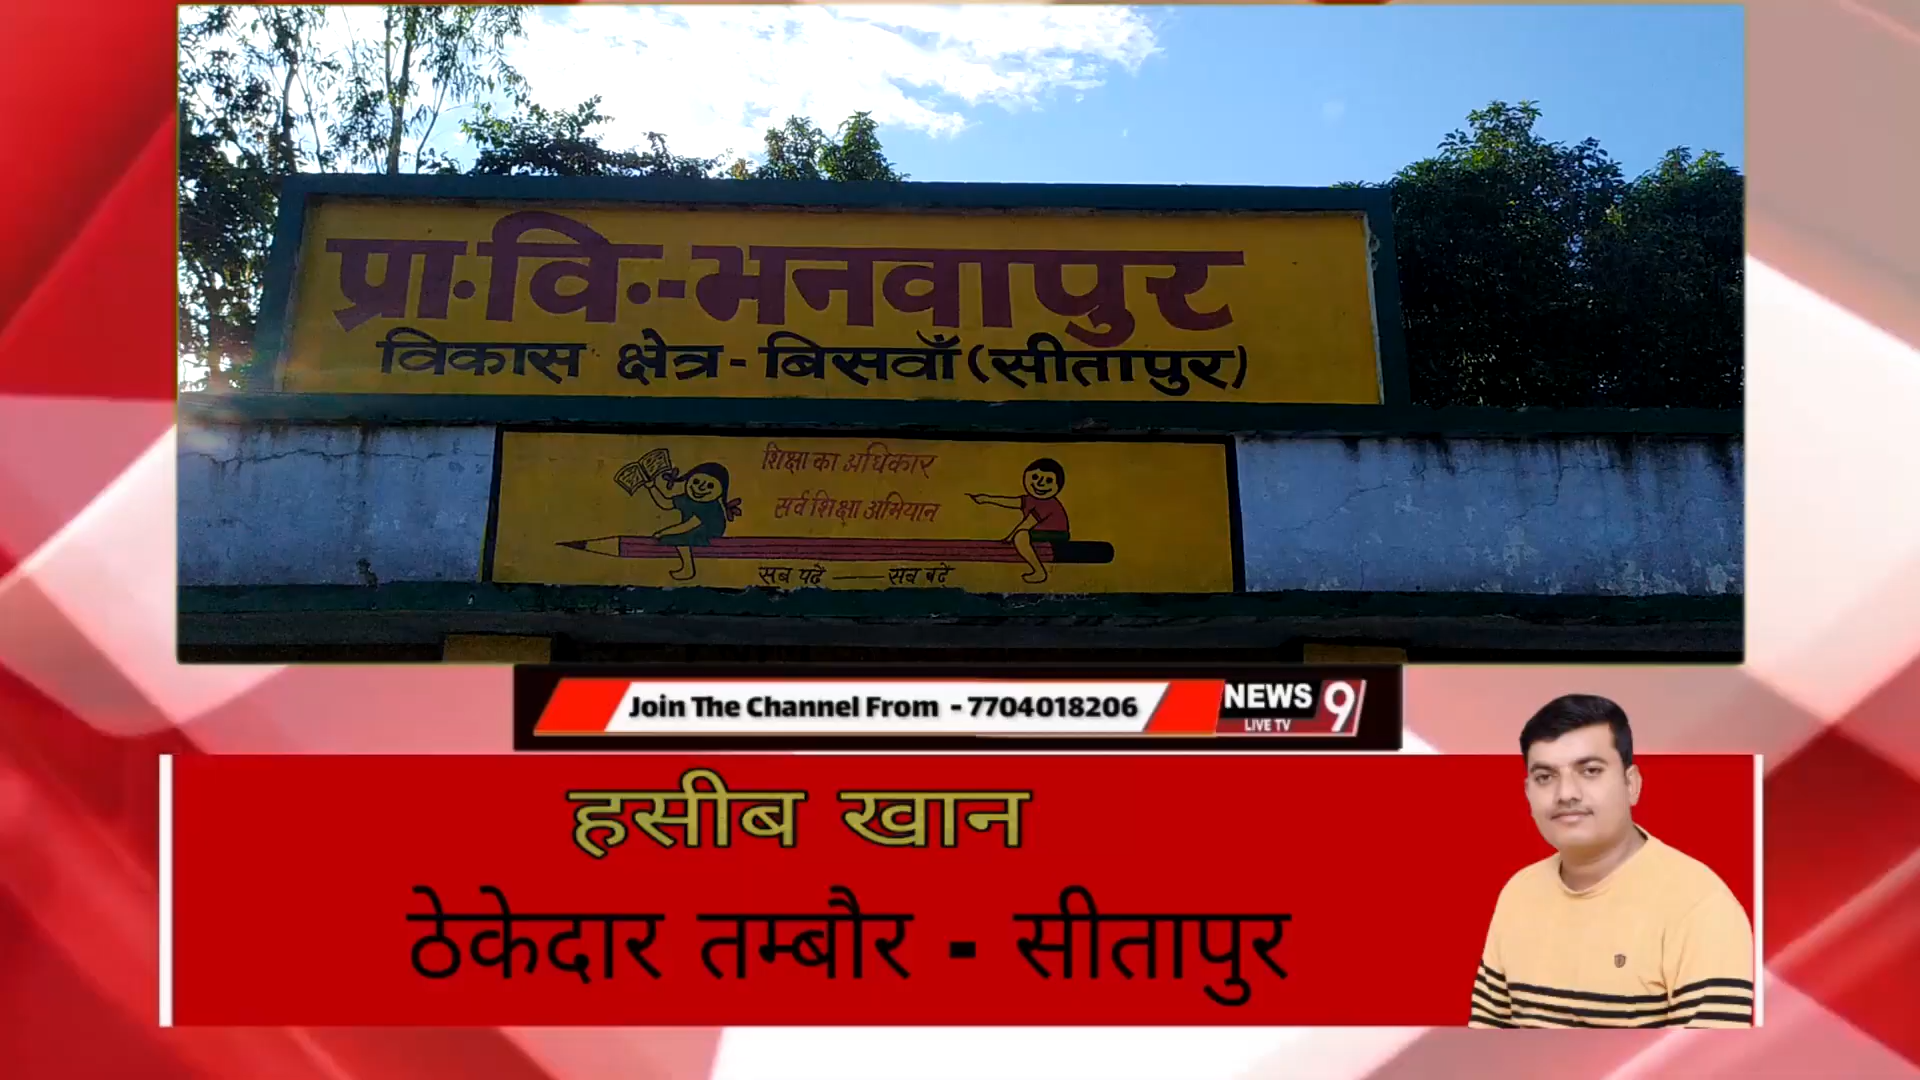 प्रा.वि.-भनवापुर
विकास क्षेत्र - बिसवाँ (सीतापुर)
शिक्षा का अधिकार
सर्व शिक्षा अभियान
सब पढें — सब बढें
Join The Channel From - 7704018206
NEWS 9
LIVE TV
हसीब खान
ठेकेदार तम्बौर - सीतापुर